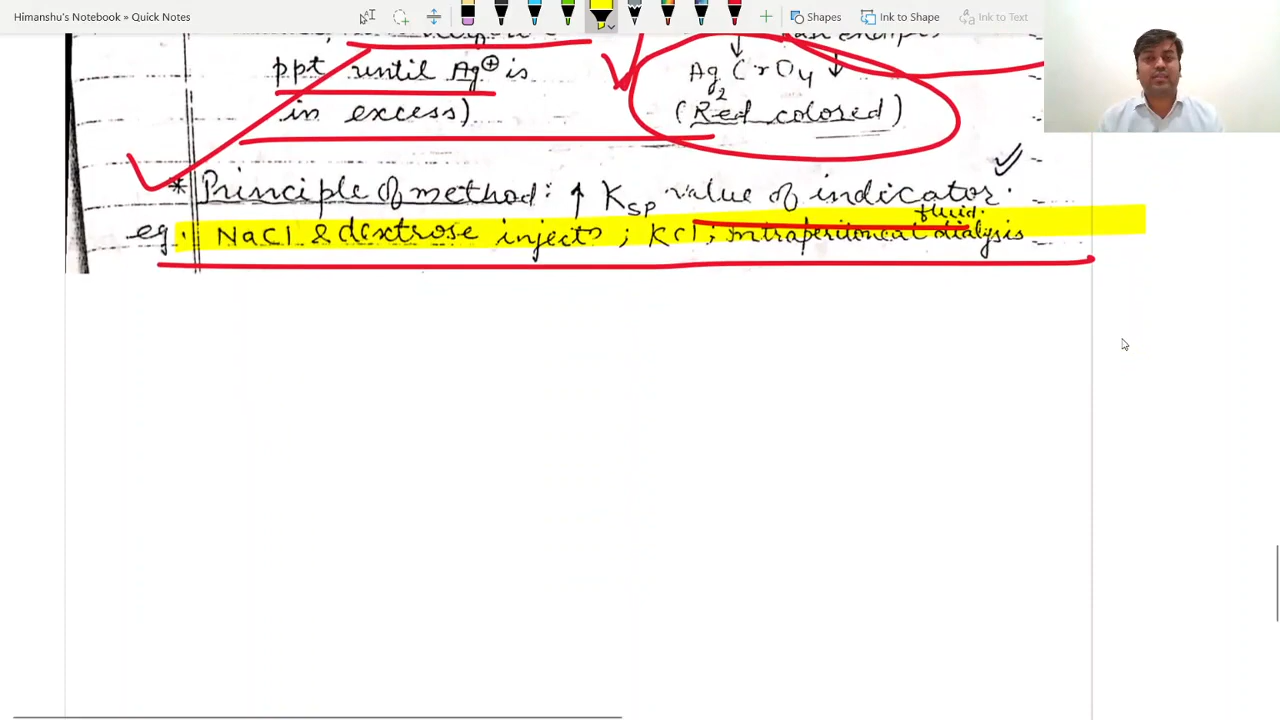 Himanshu's Notebook » Quick Notes
Shapes
Ink to Shape
Ink to Text
ppt until Ag⊕ is
in excess)
Ag2CrO4 ↓
(Red colored)
* Principle of method: ↑ KSP value of indicator.
eg. NaCl & dextrose injectn; KCl; Intraperitoneal dialysis fluid.